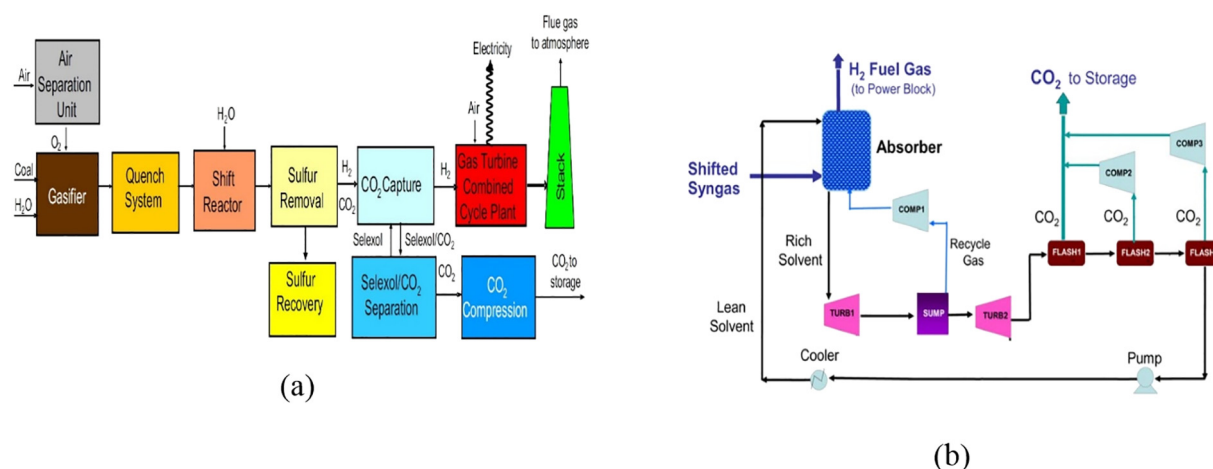 Air
Air
Separation
Unit
O₂
Coal
H₂O
Gasifier
Quench
System
H₂O
Shift
Reactor
Sulfur
Removal
H₂
CO₂
CO₂ Capture
H₂
Air
Electricity
Gas Turbine
Combined
Cycle Plant
Flue gas
to atmosphere
Stack
Sulfur
Recovery
Selexol
Selexol/CO₂
Selexol/CO₂
Separation
CO₂
CO₂
Compression
CO₂ to
storage
(a)
H₂ Fuel Gas
(to Power Block)
CO₂ to Storage
Absorber
Shifted
Syngas
COMP1
COMP2
COMP3
CO₂
CO₂
CO₂
Recycle
Gas
Rich
Solvent
FLASH1
FLASH2
FLASH
TURB1
SUMP
TURB2
Lean
Solvent
Cooler
Pump
(b)